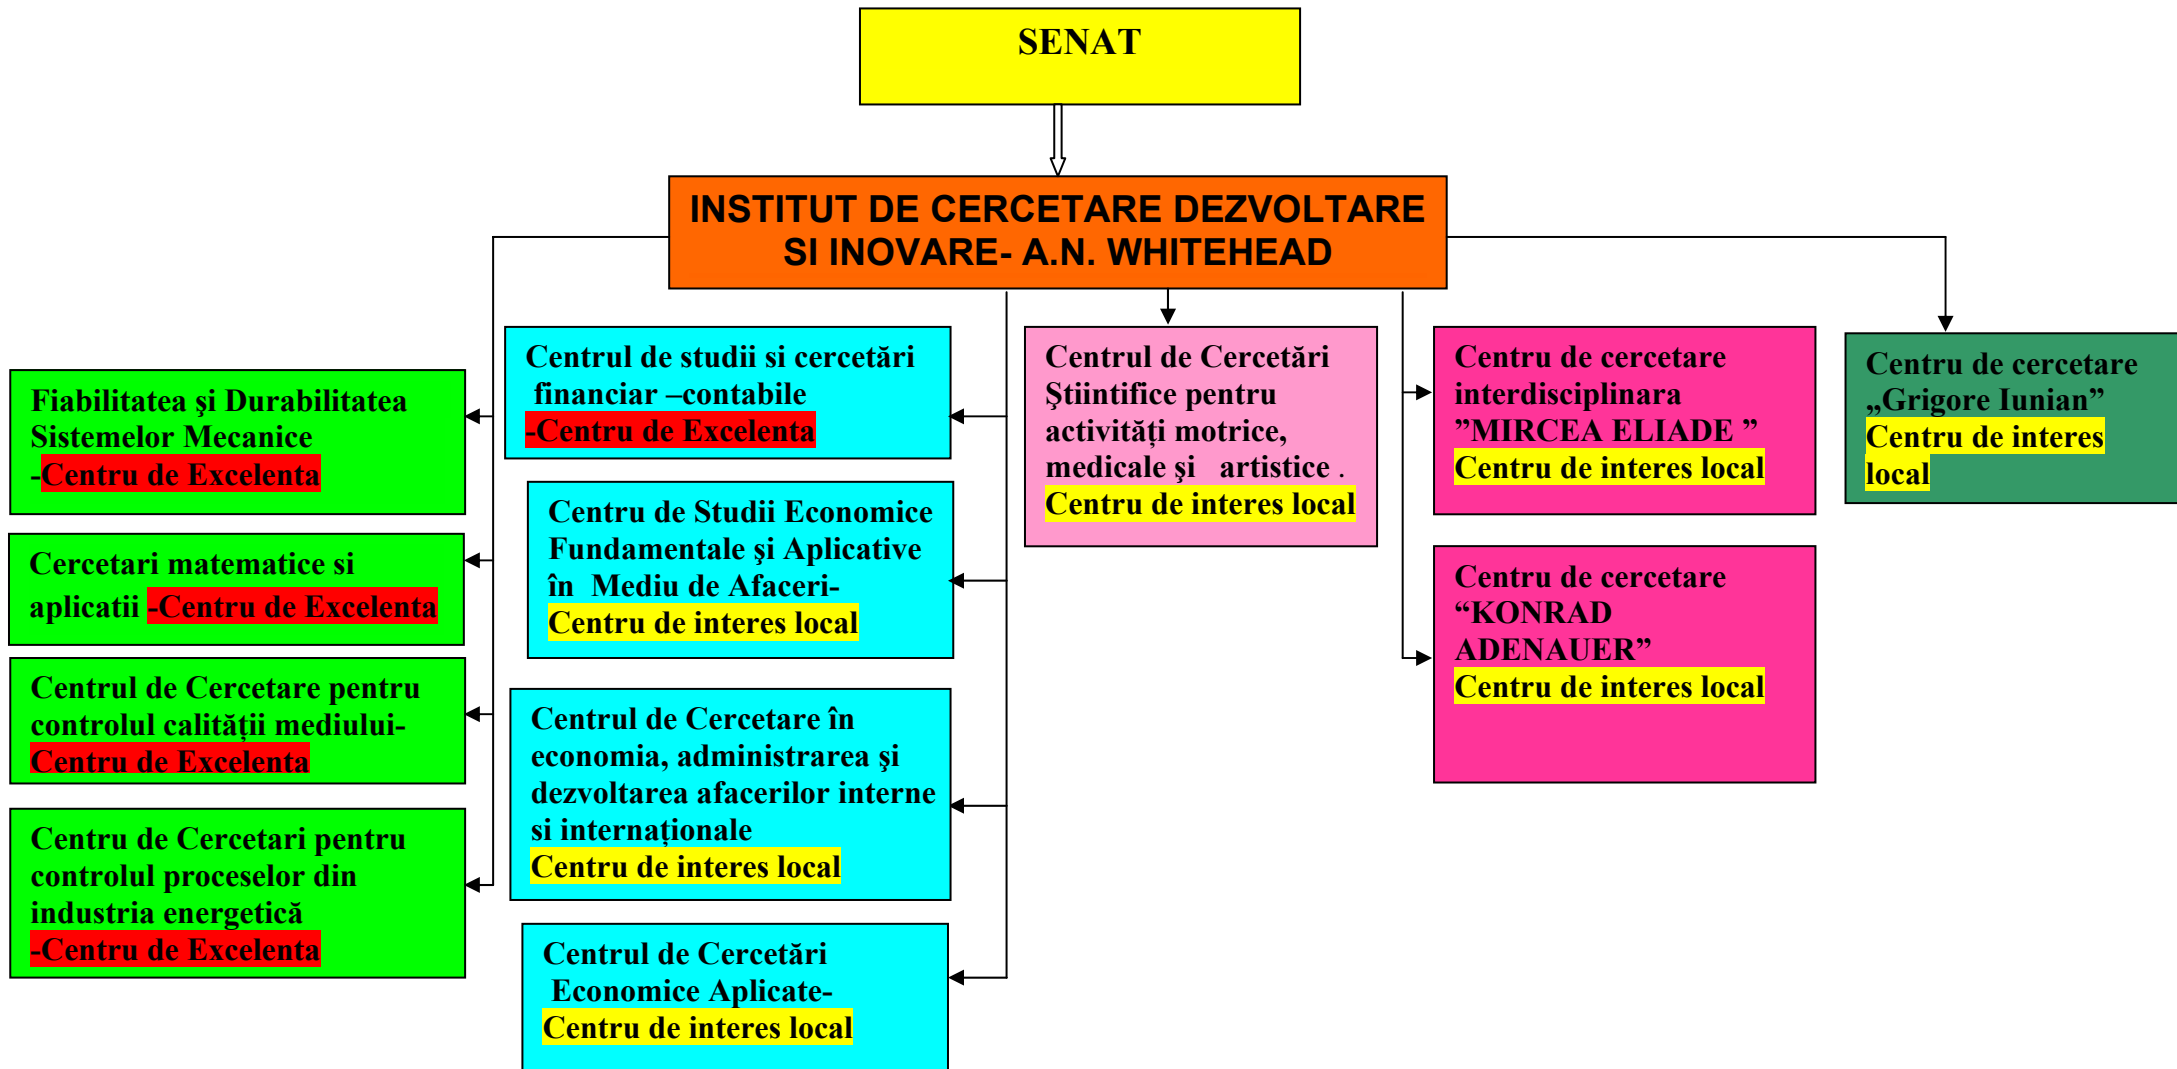 SENAT
INSTITUT DE CERCETARE DEZVOLTARE
SI INOVARE- A.N. WHITEHEAD
Fiabilitatea şi Durabilitatea
Sistemelor Mecanice
-Centru de Excelenta
Cercetari matematice si
aplicatii -Centru de Excelenta
Centrul de Cercetare pentru
controlul calității mediului-
Centru de Excelenta
Centru de Cercetari pentru
controlul proceselor din
industria energetică
-Centru de Excelenta
Centrul de studii si cercetări
financiar –contabile
-Centru de Excelenta
Centru de Studii Economice
Fundamentale şi Aplicative
în Mediu de Afaceri-
Centru de interes local
Centrul de Cercetare în
economia, administrarea şi
dezvoltarea afacerilor interne
si internaționale
Centru de interes local
Centrul de Cercetări
Economice Aplicate-
Centru de interes local
Centrul de Cercetări
Ştiintifice pentru
activități motrice,
medicale şi artistice .
Centru de interes local
Centru de cercetare
interdisciplinara
”MIRCEA ELIADE ”
Centru de interes local
Centru de cercetare
“KONRAD
ADENAUER”
Centru de interes local
Centru de cercetare
„Grigore Iunian”
Centru de interes
local